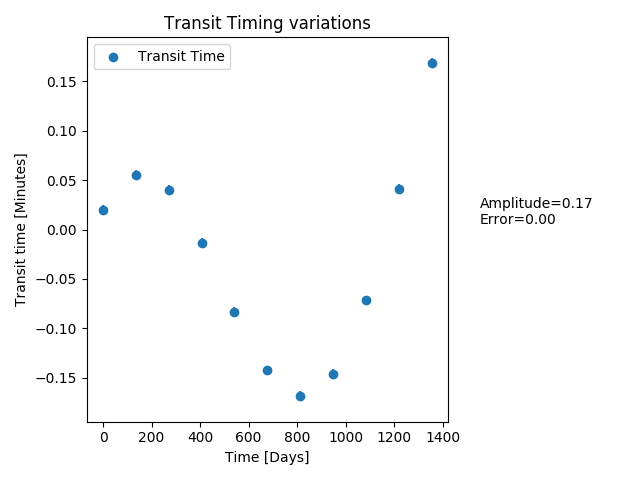 Transit Timing variations
Transit Time
0.15
0.10
0.05
0.00
−0.05
−0.10
−0.15
Transit time [Minutes]
Amplitude=0.17
Error=0.00
0 200 400 600 800 1000 1200 1400
Time [Days]